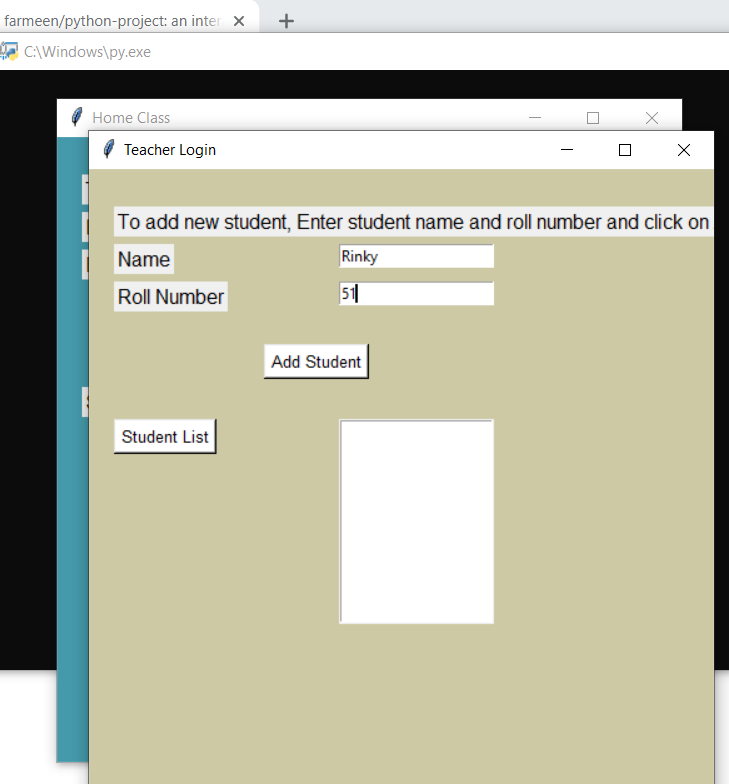 farmeen/python-project: an inter
C:\Windows\py.exe
Home Class
Teacher Login
To add new student, Enter student name and roll number and click on
Name
Rinky
Roll Number
51
Add Student
Student List